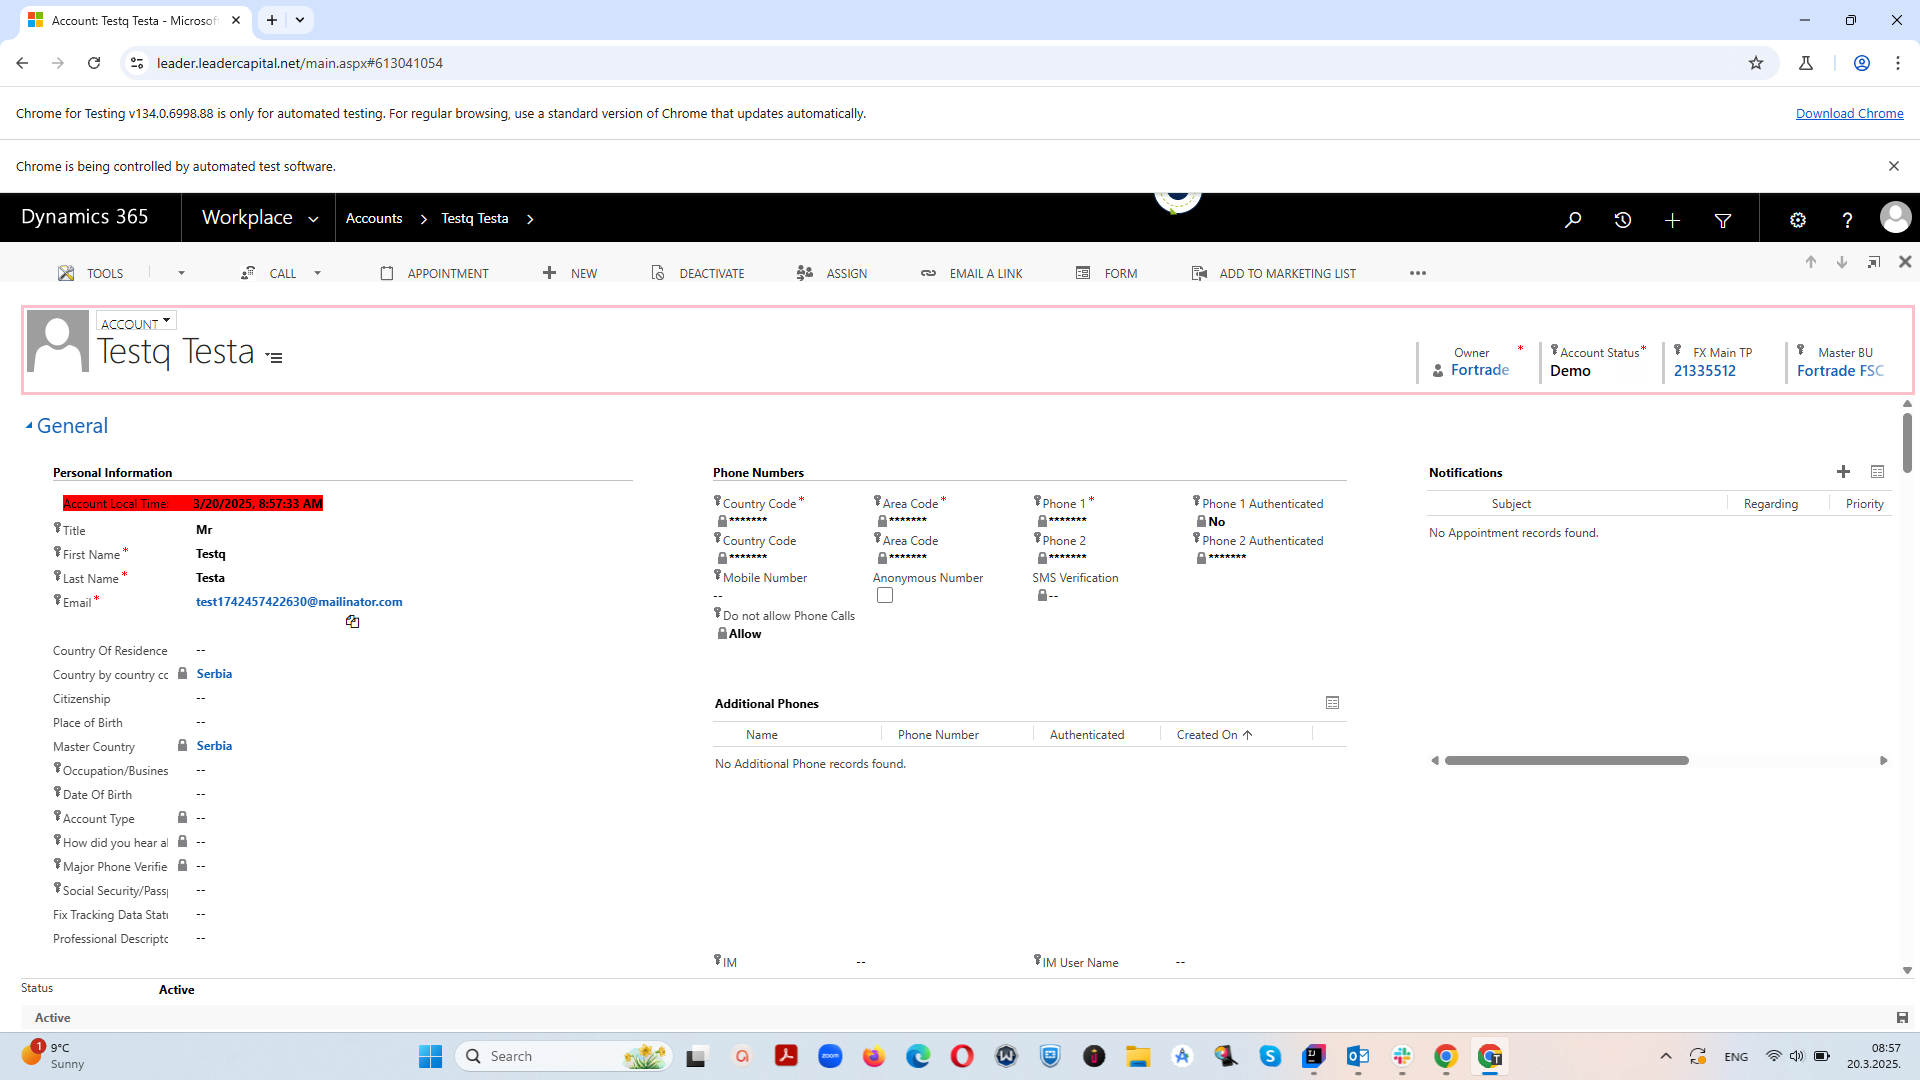 Account: Testq Testa - Microsof
leader.leadercapital.net/main.aspx#613041054
Chrome for Testing v134.0.6998.88 is only for automated testing. For regular browsing, use a standard version of Chrome that updates automatically.
Download Chrome
Chrome is being controlled by automated test software.
Dynamics 365
Workplace
Accounts
Testq Testa
TOOLS
CALL
APPOINTMENT
NEW
DEACTIVATE
ASSIGN
EMAIL A LINK
FORM
ADD TO MARKETING LIST
ACCOUNT
Testq Testa
Owner *
Fortrade
Account Status *
Demo
FX Main TP
21335512
Master BU
Fortrade FSC
General
Personal Information
Account Local Time: 3/20/2025, 8:57:33 AM
Title Mr
First Name * Testq
Last Name * Testa
Email * test1742457422630@mailinator.com
Country Of Residence --
Country by country cc Serbia
Citizenship --
Place of Birth --
Master Country Serbia
Occupation/Busines --
Date Of Birth --
Account Type --
How did you hear al --
Major Phone Verifie --
Social Security/Passp --
Fix Tracking Data Statu --
Professional Descriptc --
Phone Numbers
Country Code * Area Code * Phone 1 * Phone 1 Authenticated
******* ******* ******* No
Country Code Area Code Phone 2 Phone 2 Authenticated
******* ******* ******* *******
Mobile Number Anonymous Number SMS Verification
-- --
Do not allow Phone Calls
Allow
Additional Phones
Name Phone Number Authenticated Created On
No Additional Phone records found.
IM -- IM User Name --
Notifications
Subject Regarding Priority
No Appointment records found.
Status Active
Active
1
9°C
Sunny
Search
zoom
ENG
08:57
20.3.2025.